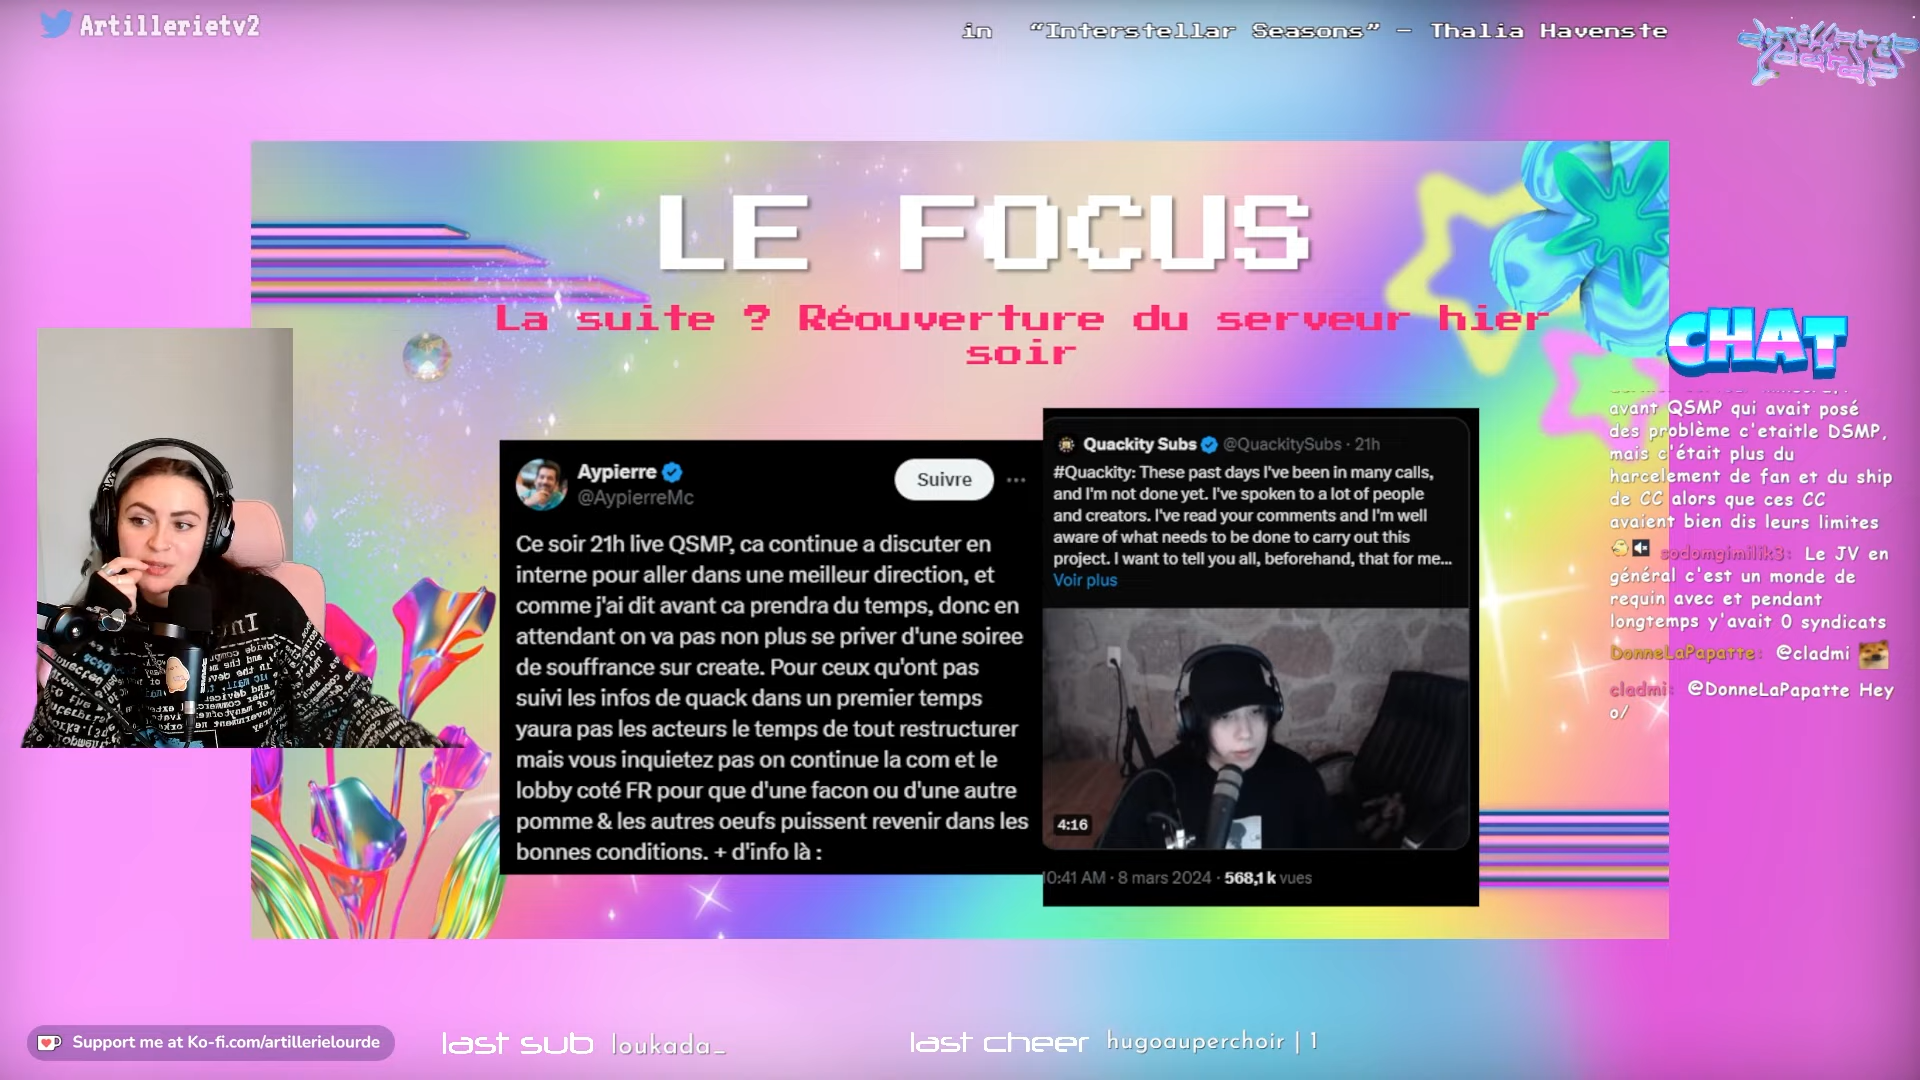 Artillerietv2
in "Interstellar Seasons" - Thalia Havenste
LE FOCUS
La suite ? Réouverture du serveur hier
soir
Aypierre
@AypierreMc
Suivre
Ce soir 21h live QSMP, ca continue a discuter en
interne pour aller dans une meilleur direction, et
comme j'ai dit avant ca prendra du temps, donc en
attendant on va pas non plus se priver d'une soiree
de souffrance sur create. Pour ceux qu'ont pas
suivi les infos de quack dans un premier temps
yaura pas les acteurs le temps de tout restructurer
mais vous inquietez pas on continue la com et le
lobby coté FR pour que d'une facon ou d'une autre
pomme & les autres oeufs puissent revenir dans les
bonnes conditions. + d'info là :
Quackity Subs @QuackitySubs · 21h
#Quackity: These past days I've been in many calls,
and I'm not done yet. I've spoken to a lot of people
and creators. I've read your comments and I'm well
aware of what needs to be done to carry out this
project. I want to tell you all, beforehand, that for me...
Voir plus
4:16
0:41 AM · 8 mars 2024 · 568,1 k vues
CHAT
avant QSMP qui avait posé
des problème c'etaitle DSMP,
mais c'était plus du
harcelement de fan et du ship
de CC alors que ces CC
avaient bien dis leurs limites
sodomgimilik3: Le JV en
général c'est un monde de
requin avec et pendant
longtemps y'avait 0 syndicats
DonneLaPapatte: @cladmi
cladmi: @DonneLaPapatte Hey
o/
Support me at Ko-fi.com/artillerielourde
last sub loukada_
last cheer hugoauperchoir | 1